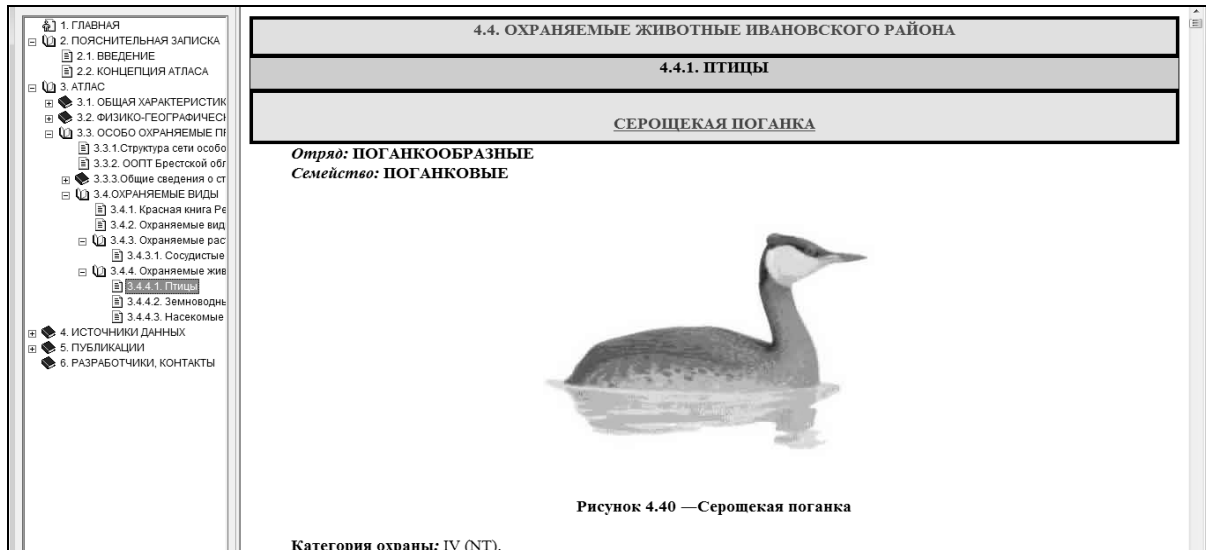 1. ГЛАВНАЯ
2. ПОЯСНИТЕЛЬНАЯ ЗАПИСКА
2.1. ВВЕДЕНИЕ
2.2. КОНЦЕПЦИЯ АТЛАСА
3. АТЛАС
3.1. ОБЩАЯ ХАРАКТЕРИСТИК
3.2. ФИЗИКО-ГЕОГРАФИЧЕСК
3.3. ОСОБО ОХРАНЯЕМЫЕ ПР
3.3.1.Структура сети особо
3.3.2. ООПТ Брестской обл
3.3.3.Общие сведения о ст
3.4.ОХРАНЯЕМЫЕ ВИДЫ
3.4.1. Красная книга Ре
3.4.2. Охраняемые вид
3.4.3. Охраняемые рас
3.4.3.1. Сосудистые
3.4.4. Охраняемые жив
3.4.4.1. Птицы
3.4.4.2. Земноводн
3.4.4.3. Насекомые
4. ИСТОЧНИКИ ДАННЫХ
5. ПУБЛИКАЦИИ
6. РАЗРАБОТЧИКИ, КОНТАКТЫ
4.4. ОХРАНЯЕМЫЕ ЖИВОТНЫЕ ИВАНОВСКОГО РАЙОНА
4.4.1. ПТИЦЫ
СЕРОЩЕКАЯ ПОГАНКА
Отряд: ПОГАНКООБРАЗНЫЕ
Семейство: ПОГАНКОВЫЕ
Рисунок 4.40 —Серощекая поганка
Категория охраны: IV (NT).